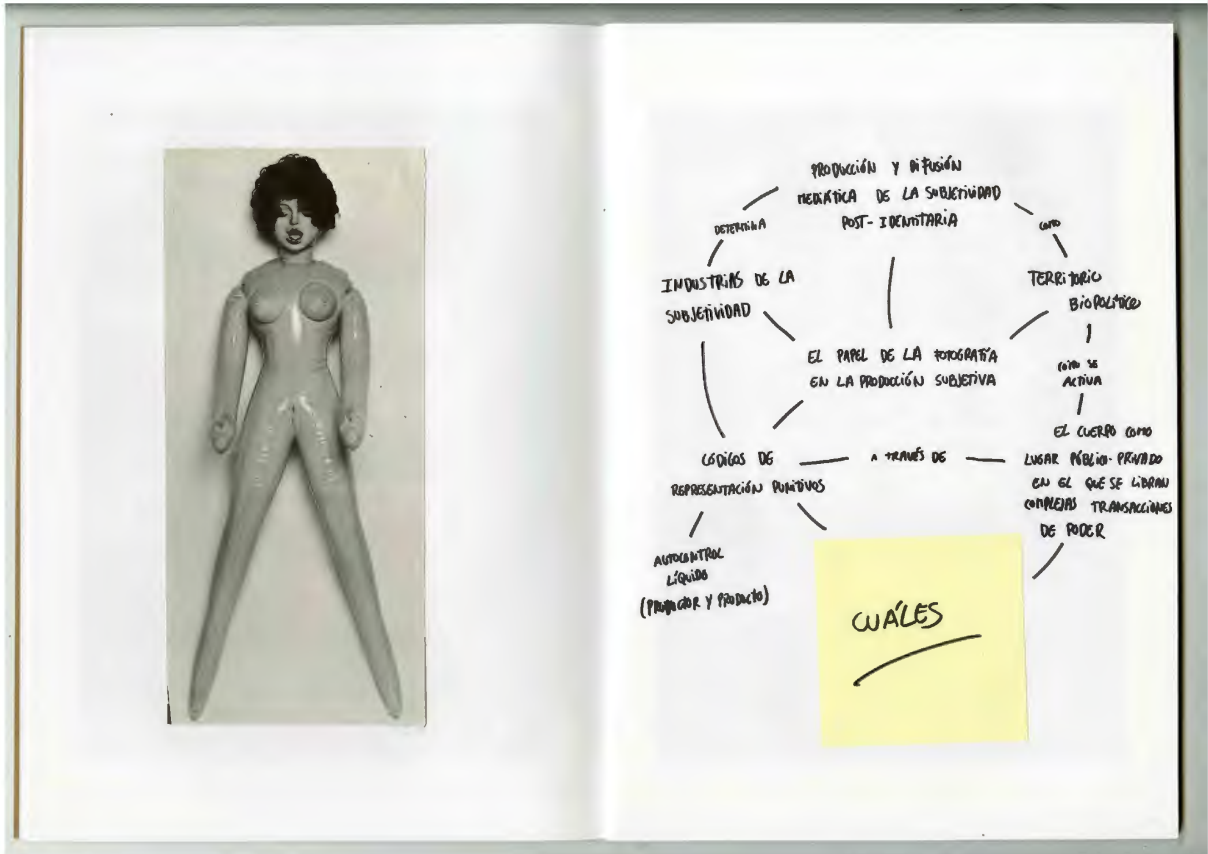 PRODUCCIÓN Y DIFUSIÓN
MEDIÁTICA DE LA SUBJETIVIDAD
POST-IDENTITARIA
DETERMINA
COMO
INDUSTRIAS DE LA
SUBJETIVIDAD
TERRITORIO
BIOPOLÍTICO
EL PAPEL DE LA FOTOGRAFÍA
EN LA PRODUCCIÓN SUBJETIVA
COMO SE
ACTIVA
CÓDIGOS DE
REPRESENTACIÓN PUNITIVOS
A TRAVÉS DE
EL CUERPO COMO
LUGAR PÚBLICO-PRIVADO
EN EL QUE SE LIBRAN
COMPLEJAS TRANSACCIONES
DE PODER
AUTOCONTROL
LÍQUIDO
(PRODUCTOR Y PRODUCTO)
CUÁLES